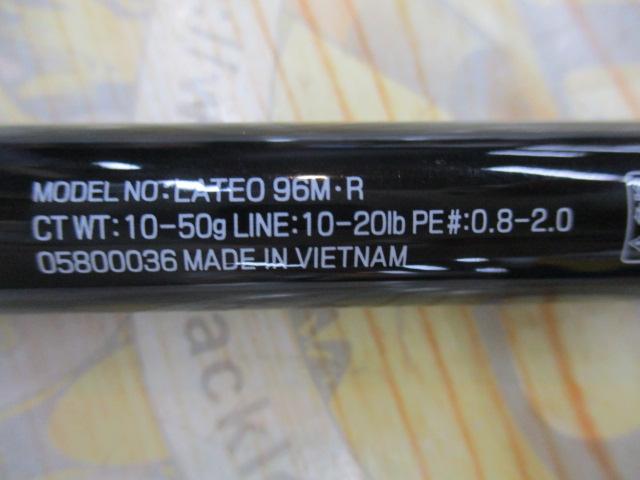 MODEL NO:LATEO 96M·R
CT WT:10-50g LINE:10-20lb PE#:0.8-2.0
05800036 MADE IN VIETNAM